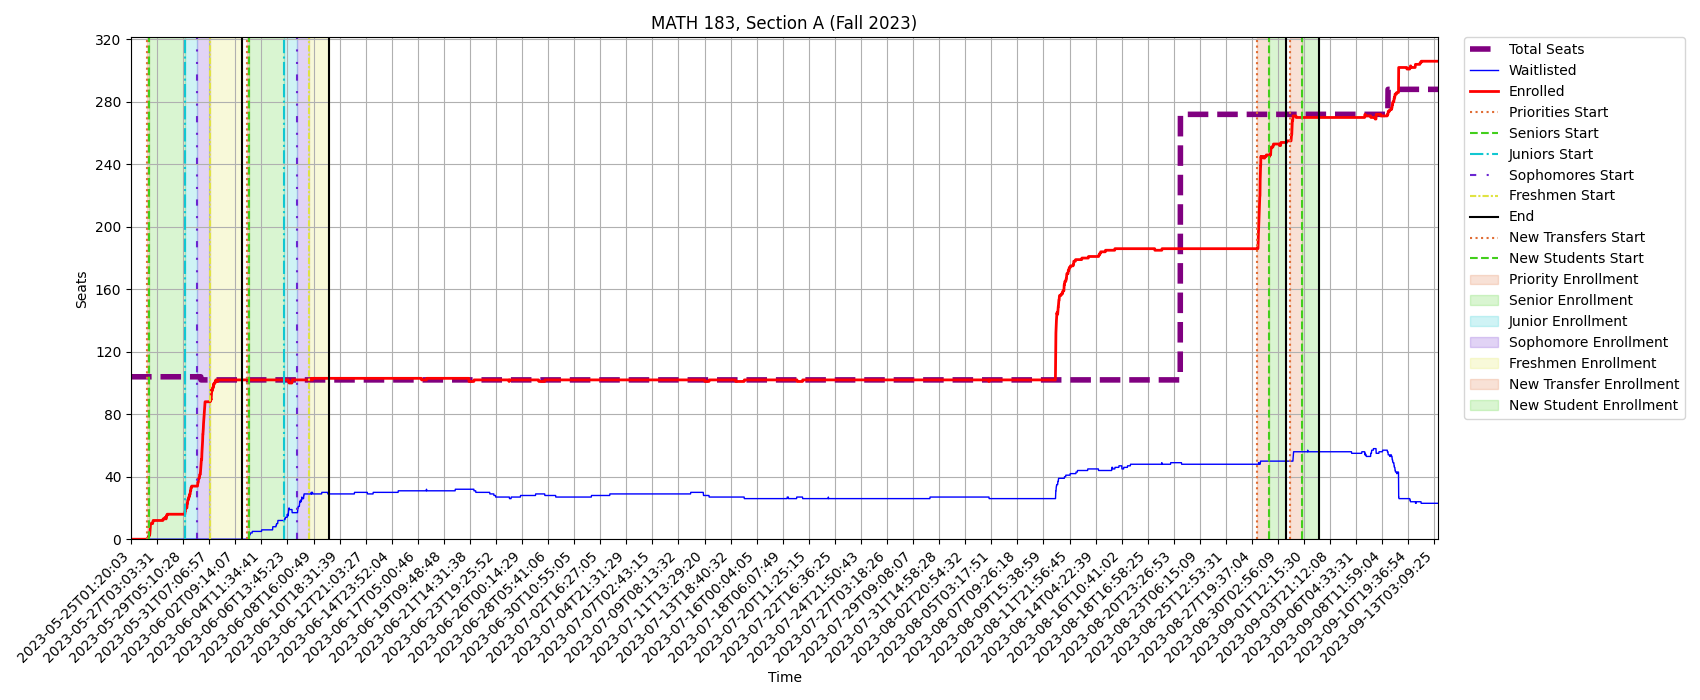 MATH 183, Section A (Fall 2023)
320
280
240
200
160
120
80
40
0
Seats
2023-05-25T01:20:03
2023-05-27T03:03:31
2023-05-29T05:10:28
2023-05-31T07:06:57
2023-06-02T09:14:07
2023-06-04T11:34:41
2023-06-06T13:45:23
2023-06-08T16:00:49
2023-06-10T18:31:39
2023-06-12T21:03:27
2023-06-14T23:52:04
2023-06-17T05:00:46
2023-06-19T09:48:48
2023-06-21T14:31:38
2023-06-23T19:25:52
2023-06-26T00:14:29
2023-06-28T05:41:06
2023-06-30T10:55:05
2023-07-02T16:27:05
2023-07-04T21:31:29
2023-07-07T02:43:15
2023-07-09T08:13:32
2023-07-11T13:29:20
2023-07-13T18:40:32
2023-07-16T00:04:05
2023-07-18T06:07:49
2023-07-20T11:25:15
2023-07-22T16:36:25
2023-07-24T21:50:43
2023-07-27T03:18:26
2023-07-29T09:08:07
2023-07-31T14:58:28
2023-08-02T20:54:32
2023-08-05T03:17:51
2023-08-07T09:26:18
2023-08-09T15:38:59
2023-08-11T21:56:45
2023-08-14T04:22:39
2023-08-16T10:41:02
2023-08-18T16:58:25
2023-08-20T23:26:53
2023-08-23T06:15:09
2023-08-25T12:53:31
2023-08-27T19:37:04
2023-08-30T02:56:09
2023-09-01T12:15:30
2023-09-03T21:12:08
2023-09-06T04:33:31
2023-09-08T11:59:04
2023-09-10T19:36:54
2023-09-13T03:09:25
Time
Total Seats
Waitlisted
Enrolled
Priorities Start
Seniors Start
Juniors Start
Sophomores Start
Freshmen Start
End
New Transfers Start
New Students Start
Priority Enrollment
Senior Enrollment
Junior Enrollment
Sophomore Enrollment
Freshmen Enrollment
New Transfer Enrollment
New Student Enrollment